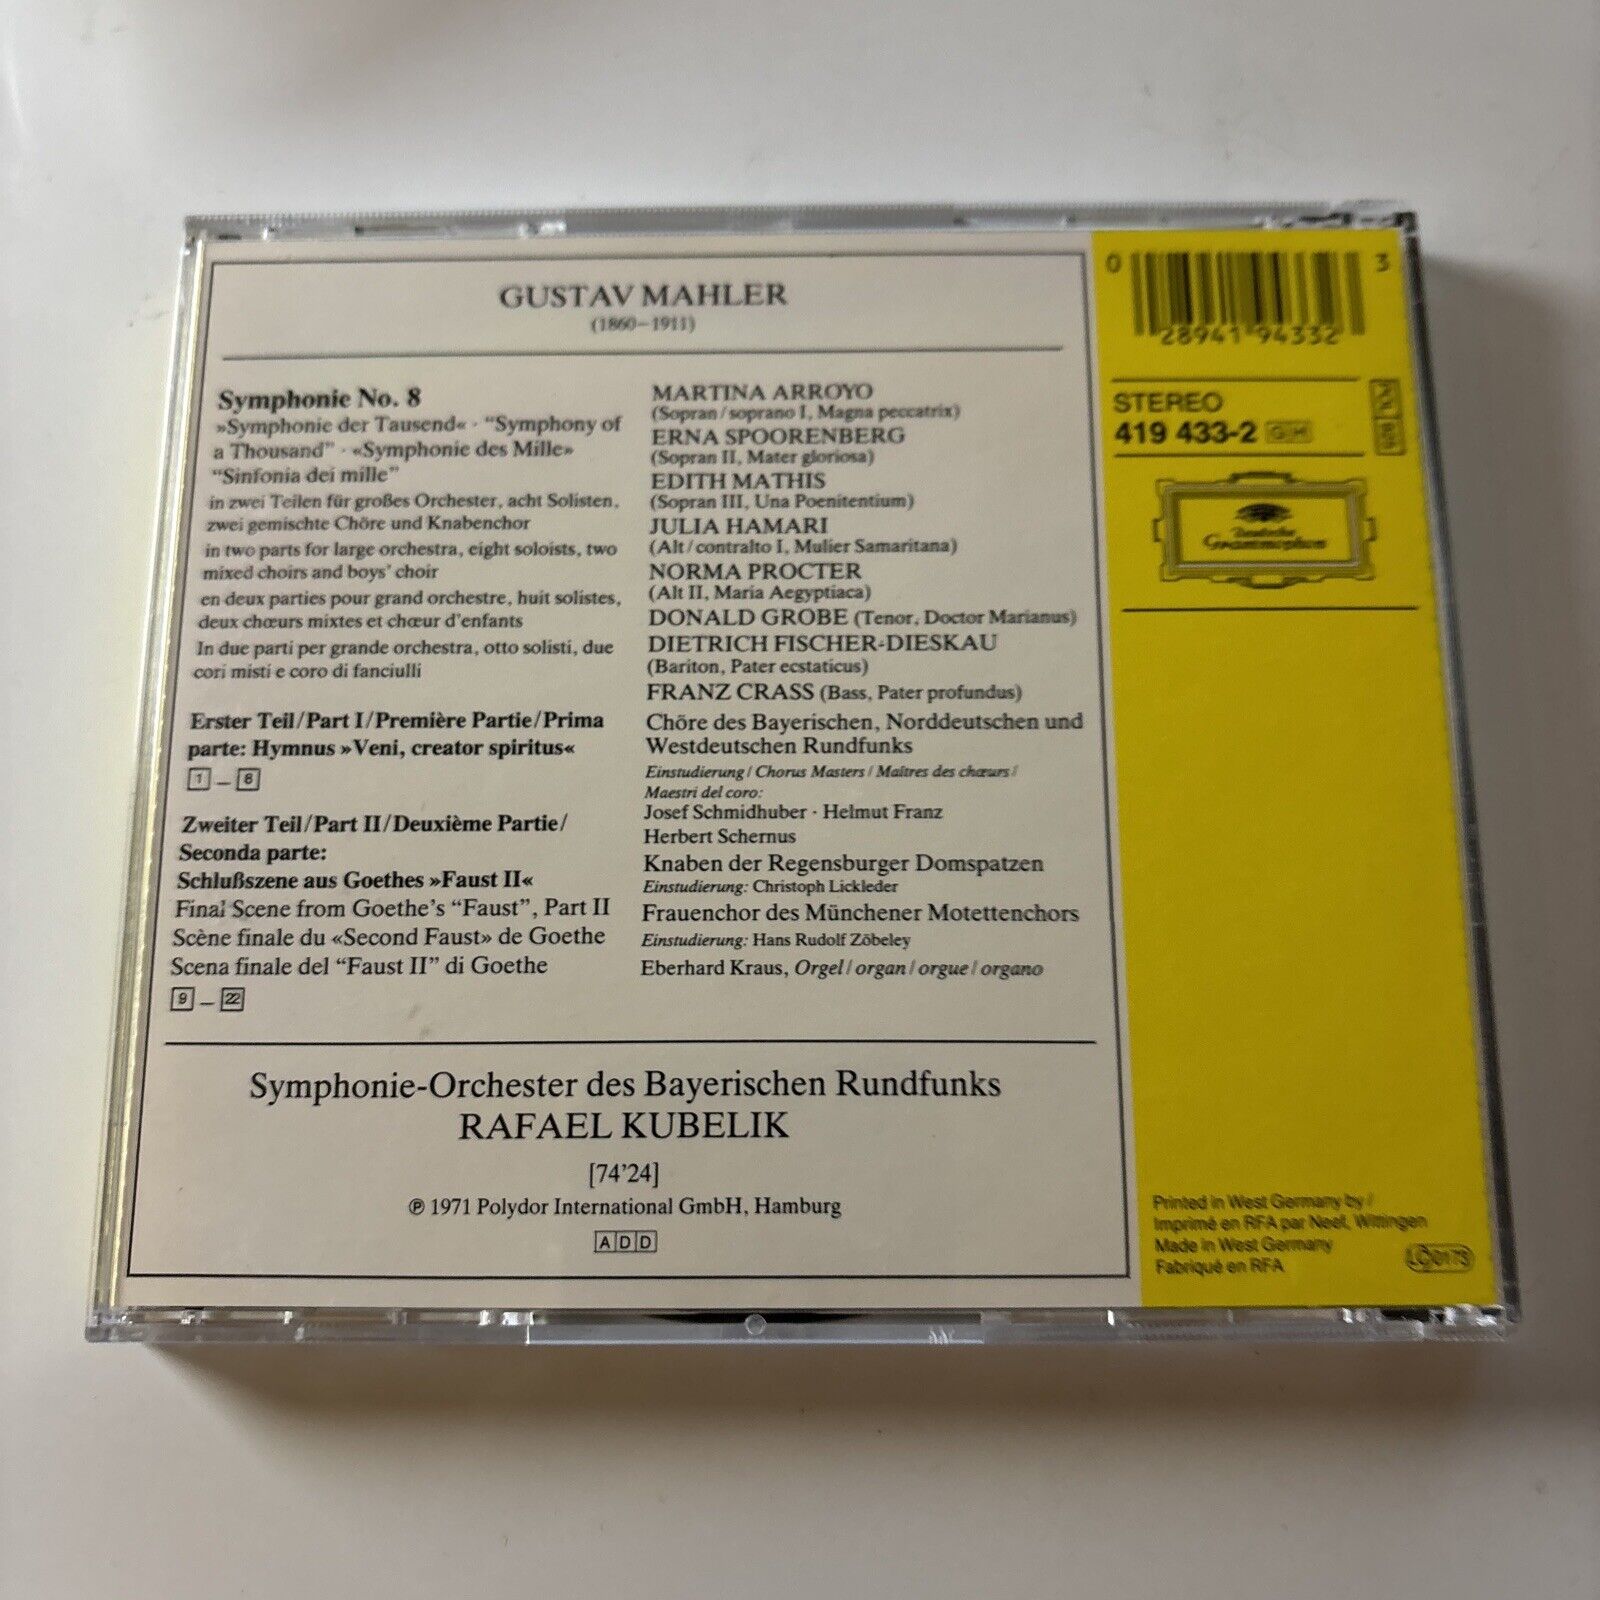 GUSTAV MAHLER
(1860–1911)
Symphonie No. 8
»Symphonie der Tausend« · “Symphony of
a Thousand” · «Symphonie des Mille»
“Sinfonia dei mille”
in zwei Teilen für großes Orchester, acht Solisten,
zwei gemischte Chöre und Knabenchor
in two parts for large orchestra, eight soloists, two
mixed choirs and boys’ choir
en deux parties pour grand orchestre, huit solistes,
deux chœurs mixtes et chœur d’enfants
In due parti per grande orchestra, otto solisti, due
cori misti e coro di fanciulli
Erster Teil/Part I/Première Partie/Prima
parte: Hymnus »Veni, creator spiritus«
1 – 8
Zweiter Teil/Part II/Deuxième Partie/
Seconda parte:
Schlußszene aus Goethes »Faust II«
Final Scene from Goethe’s “Faust”, Part II
Scène finale du «Second Faust» de Goethe
Scena finale del “Faust II” di Goethe
9 – 22
MARTINA ARROYO
(Sopran/soprano I, Magna peccatrix)
ERNA SPOORENBERG
(Sopran II, Mater gloriosa)
EDITH MATHIS
(Sopran III, Una Poenitentium)
JULIA HAMARI
(Alt/contralto I, Mulier Samaritana)
NORMA PROCTER
(Alt II, Maria Aegyptiaca)
DONALD GROBE (Tenor, Doctor Marianus)
DIETRICH FISCHER-DIESKAU
(Bariton, Pater ecstaticus)
FRANZ CRASS (Bass, Pater profundus)
Chöre des Bayerischen, Norddeutschen und
Westdeutschen Rundfunks
Einstudierung/Chorus Masters/Maîtres des chœurs/
Maestri del coro:
Josef Schmidhuber · Helmut Franz
Herbert Schernus
Knaben der Regensburger Domspatzen
Einstudierung: Christoph Lickleder
Frauenchor des Münchener Motettenchors
Einstudierung: Hans Rudolf Zöbeley
Eberhard Kraus, Orgel/organ/orgue/organo
Symphonie-Orchester des Bayerischen Rundfunks
RAFAEL KUBELIK
[74’24]
℗ 1971 Polydor International GmbH, Hamburg
ADD
0 28941 94332 3
STEREO
419 433-2 GH
Deutsche
Grammophon
Printed in West Germany by/
Imprimé en RFA par Neef, Wittingen
Made in West Germany
Fabriqué en RFA
LC 0173